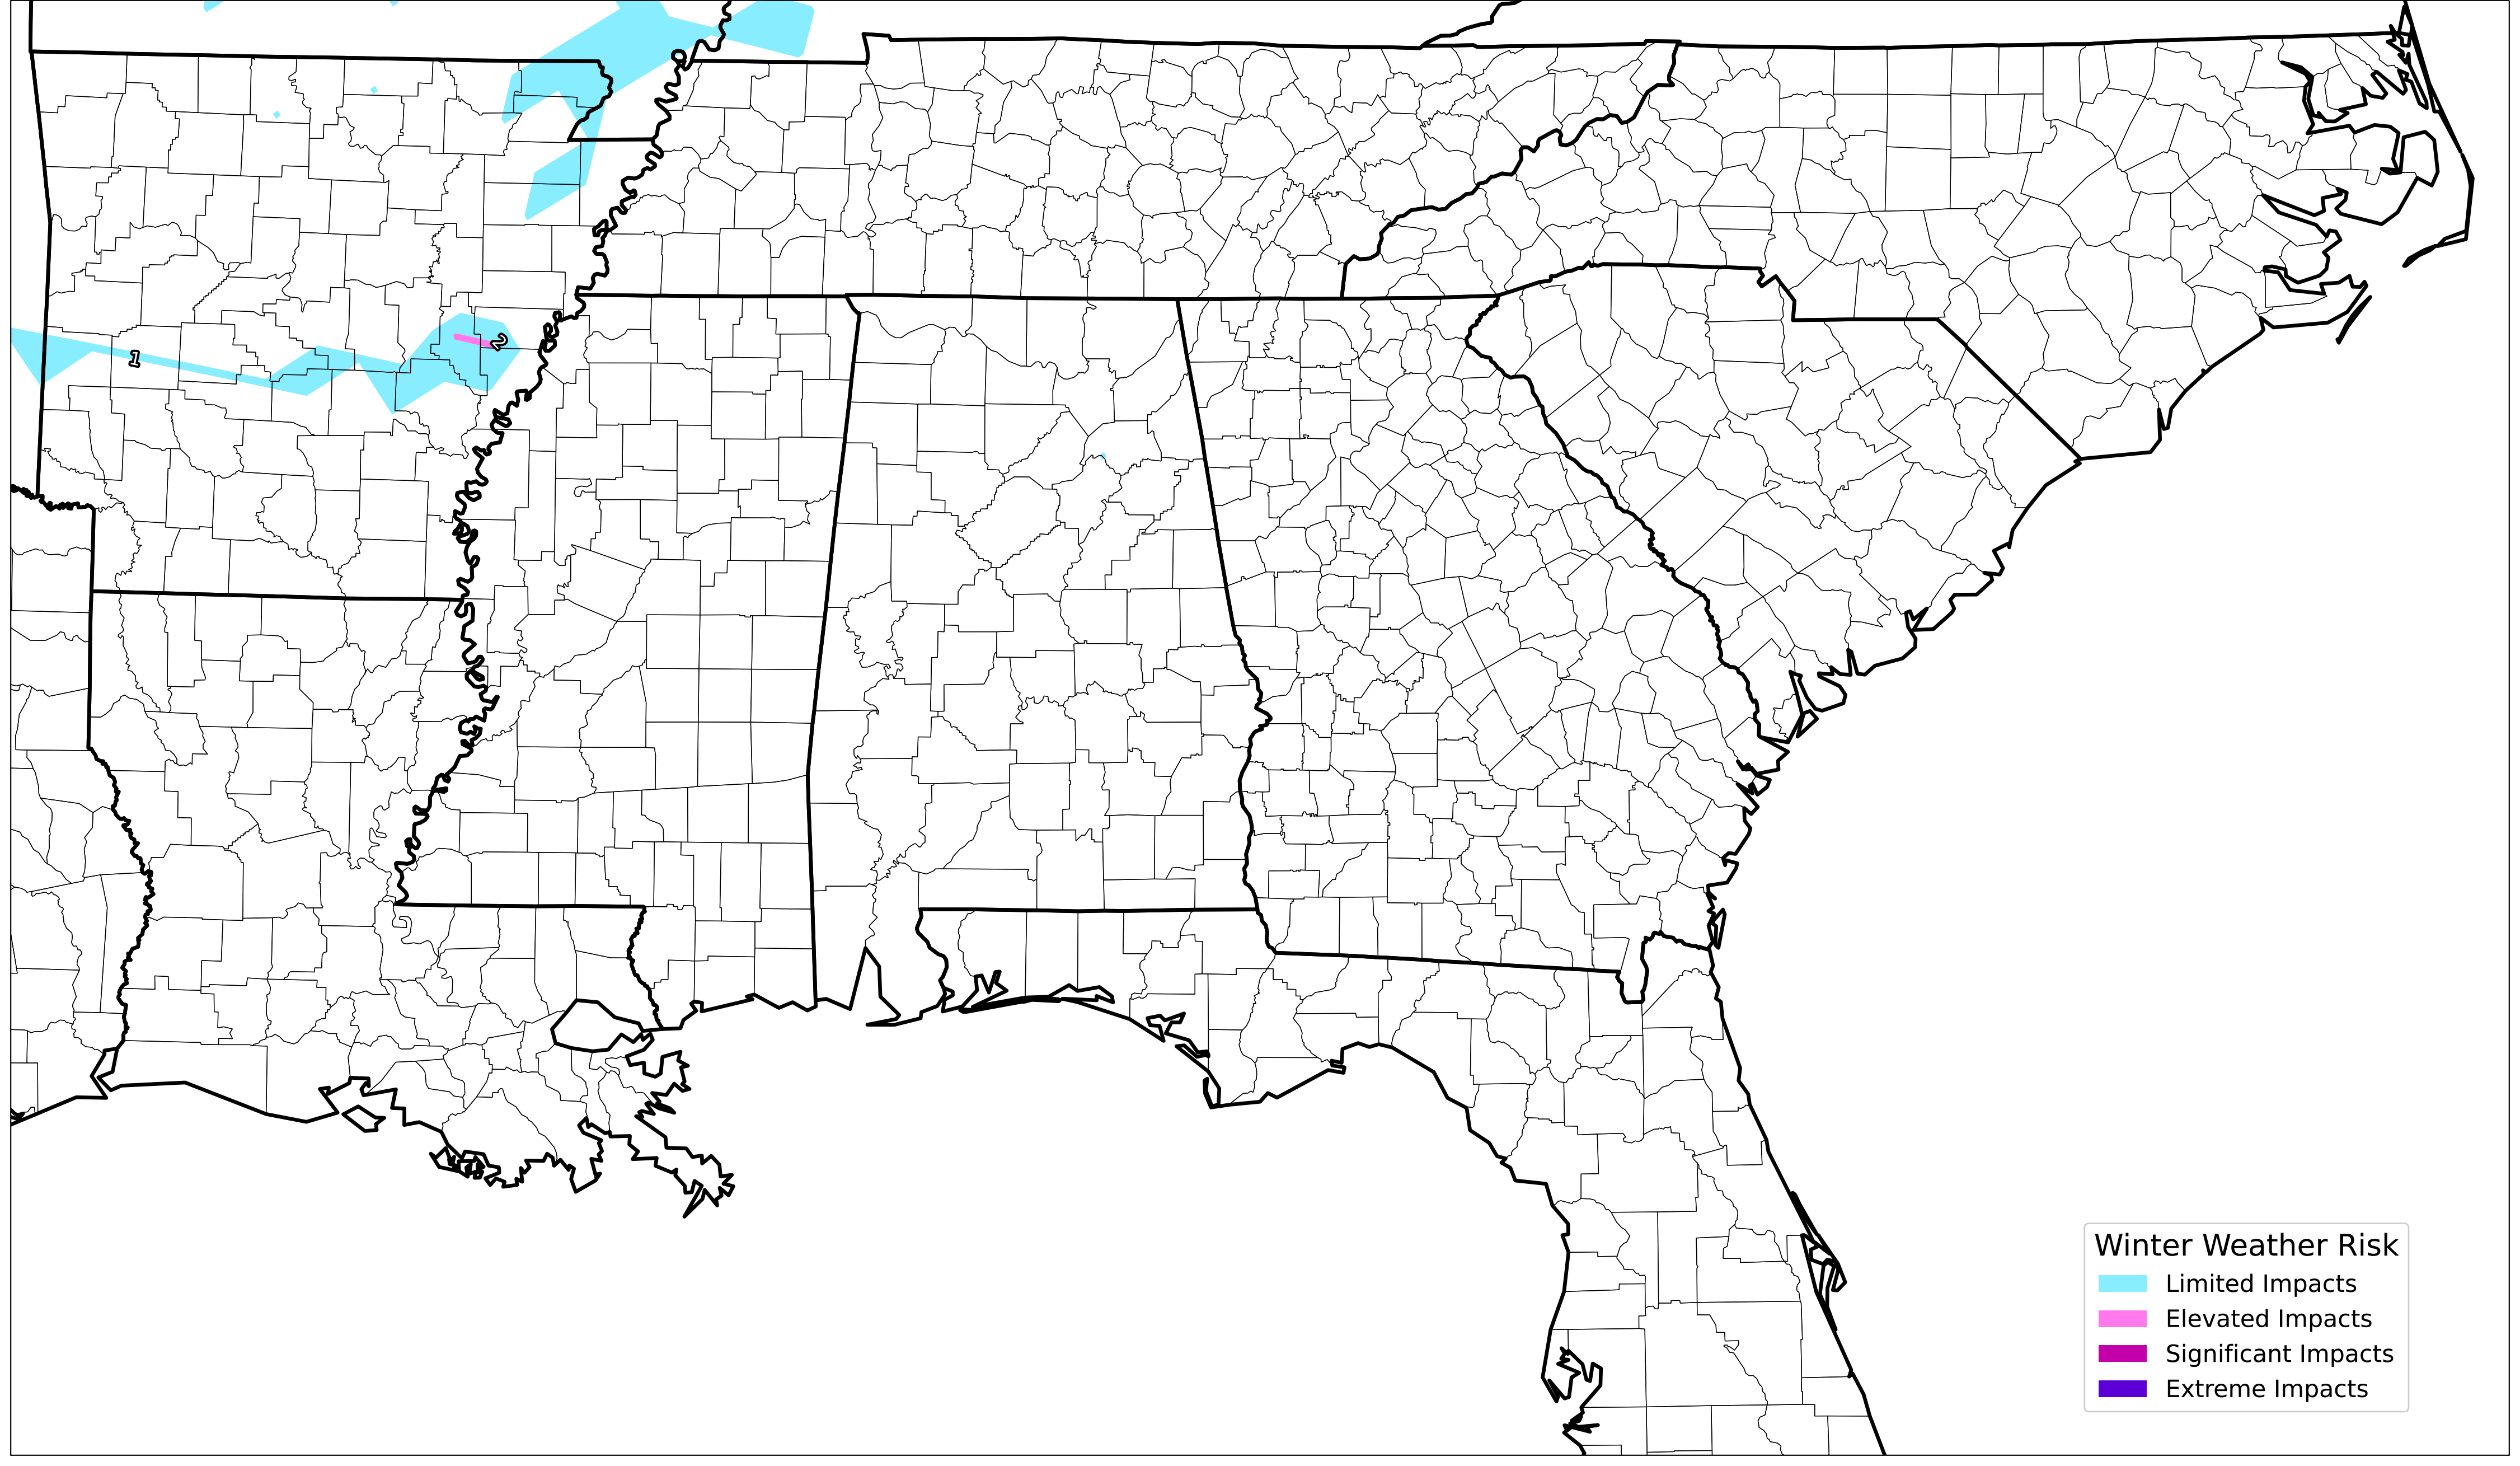 1
2
Winter Weather Risk
Limited Impacts
Elevated Impacts
Significant Impacts
Extreme Impacts